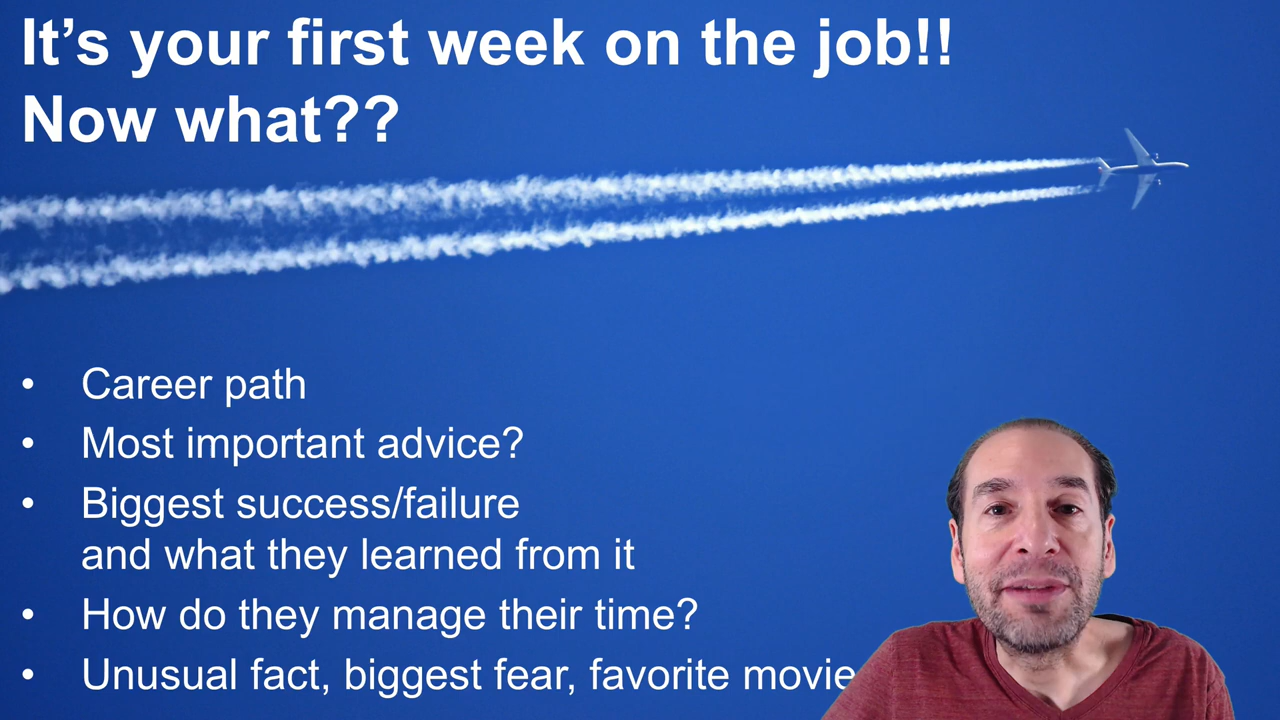 It’s your first week on the job!!
Now what??
• Career path
• Most important advice?
• Biggest success/failure
and what they learned from it
• How do they manage their time?
• Unusual fact, biggest fear, favorite movie